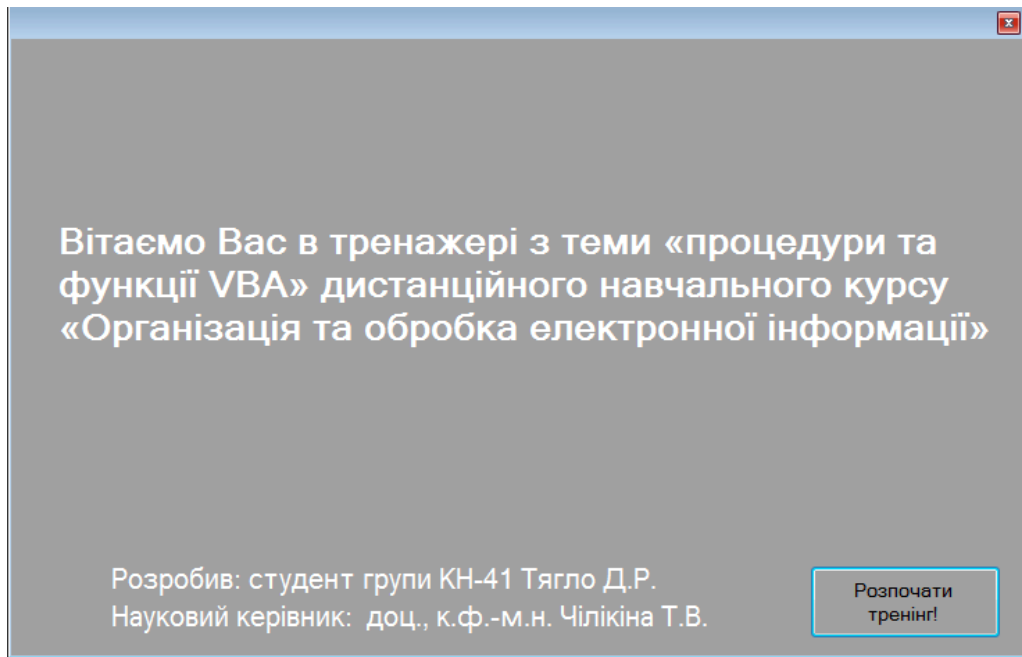 Вітаємо Вас в тренажері з теми «процедури та
функції VBA» дистанційного навчального курсу
«Організація та обробка електронної інформації»
Розробив: студент групи КН-41 Тягло Д.Р.
Науковий керівник: доц., к.ф.-м.н. Чілікіна Т.В.
Розпочати
тренінг!